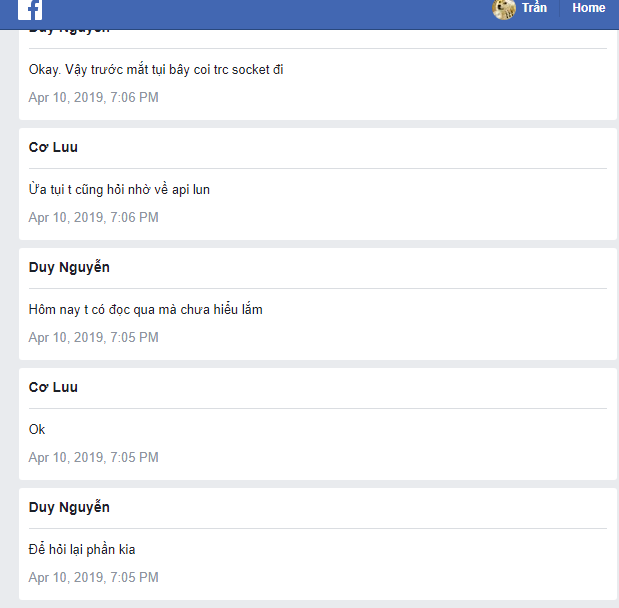 Trần Home
Duy Nguyễn
Okay. Vậy trước mắt tụi bây coi trc socket đi
Apr 10, 2019, 7:06 PM
Cơ Luu
Ừa tụi t cũng hỏi nhờ về api lun
Apr 10, 2019, 7:06 PM
Duy Nguyễn
Hôm nay t có đọc qua mà chưa hiểu lắm
Apr 10, 2019, 7:05 PM
Cơ Luu
Ok
Apr 10, 2019, 7:05 PM
Duy Nguyễn
Để hỏi lại phần kia
Apr 10, 2019, 7:05 PM